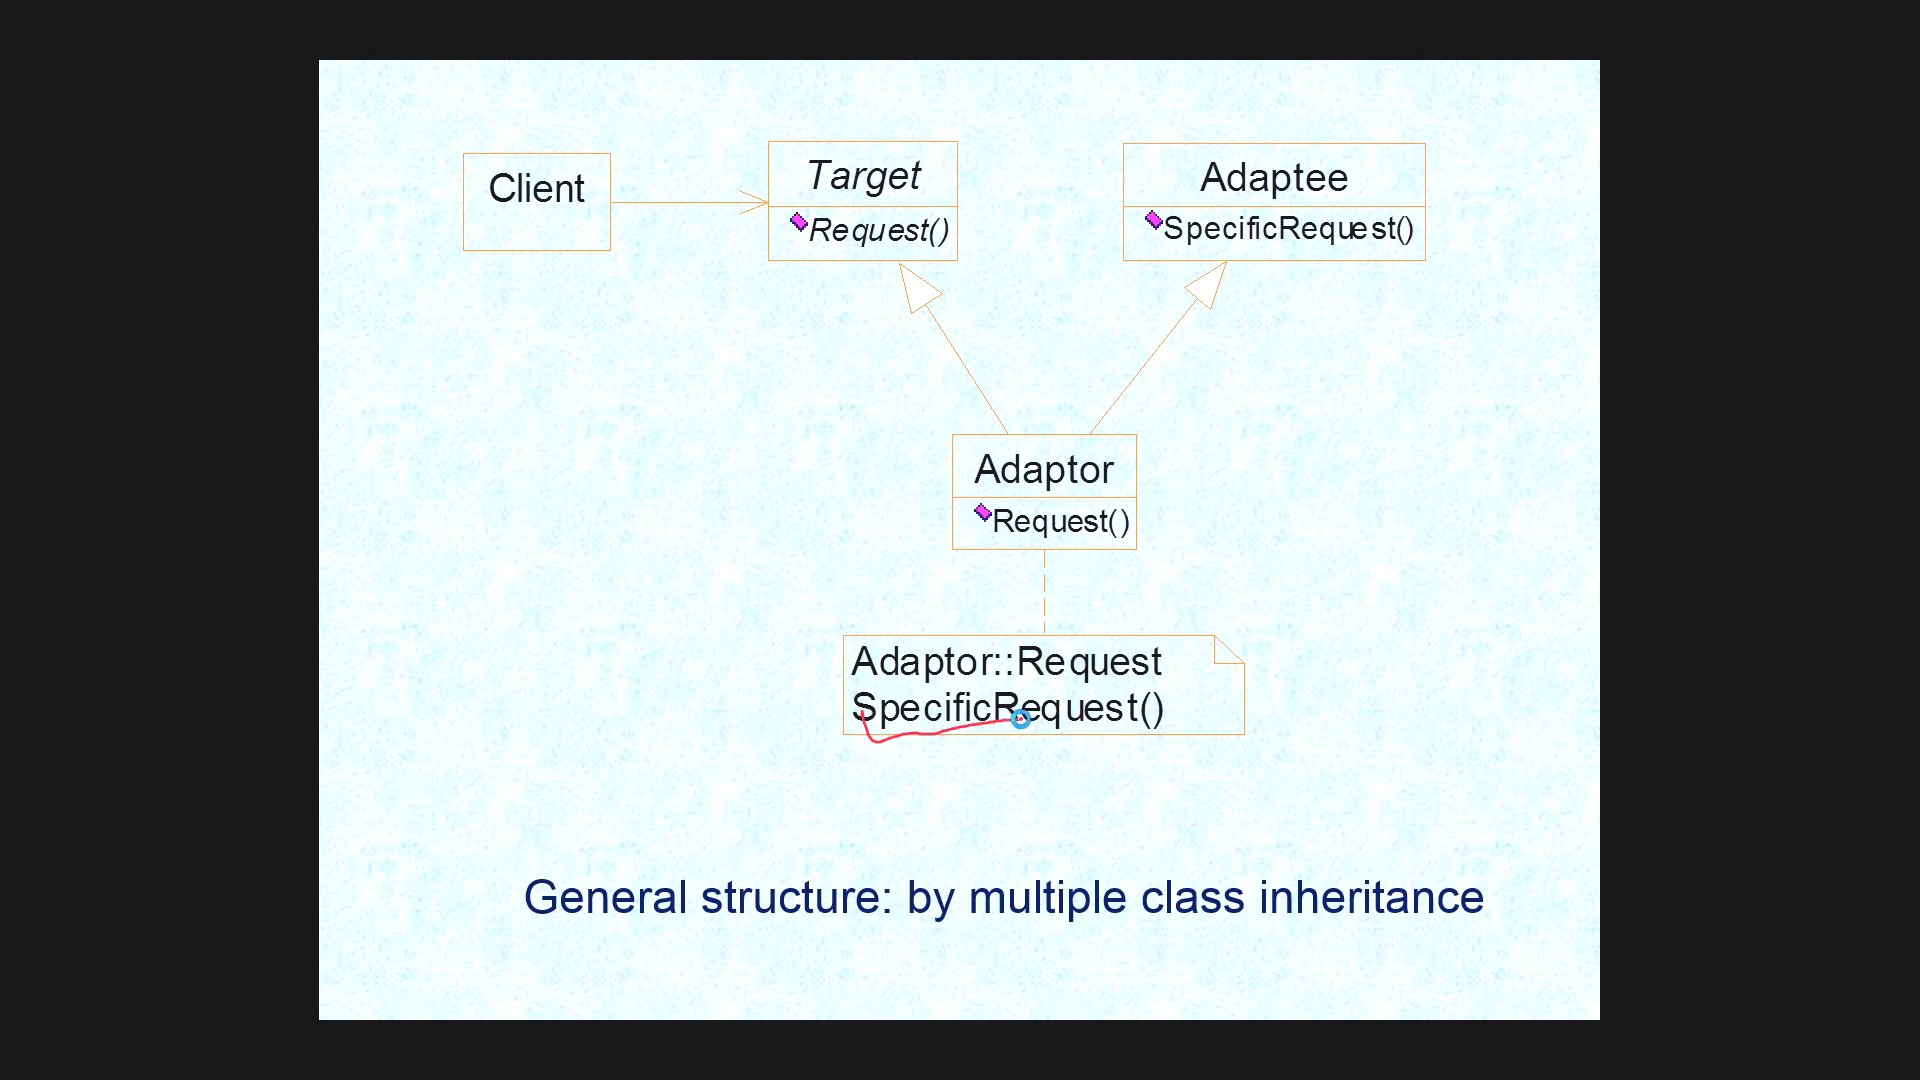 Client
Target
Request()
Adaptee
SpecificRequest()
Adaptor
Request()
Adaptor::Request
SpecificRequest()
General structure: by multiple class inheritance